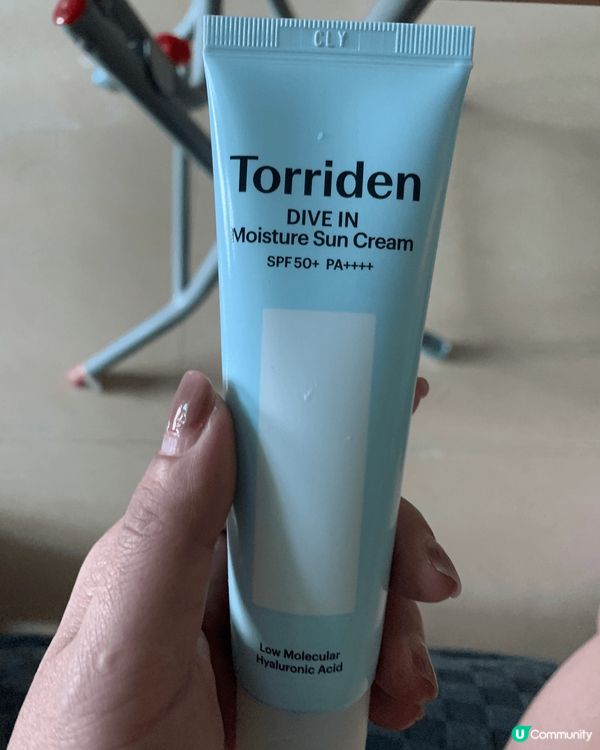 CLY
Torriden
DIVE IN
Moisture Sun Cream
SPF50+ PA++++
Low Molecular
Hyaluronic Acid
U Community